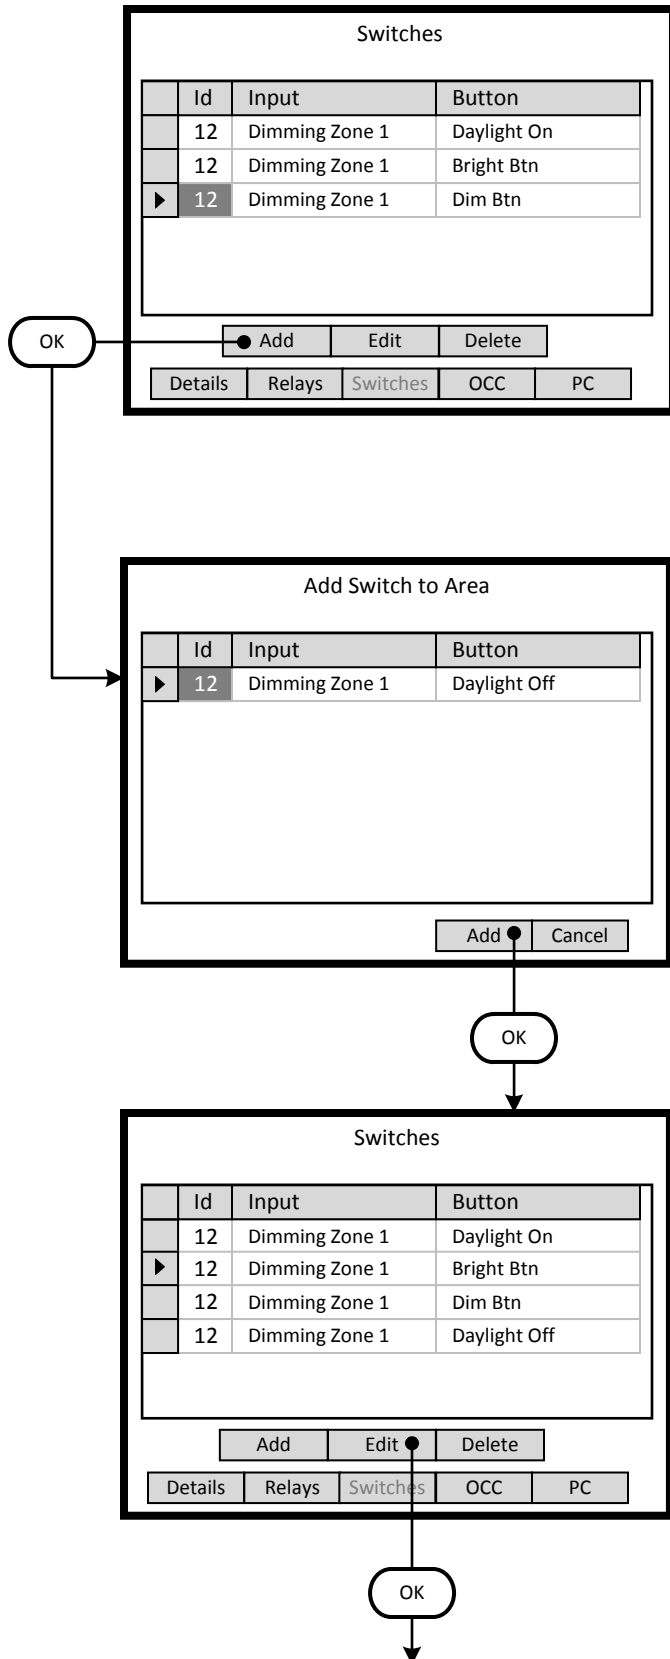 Switches
Id Input Button
12 Dimming Zone 1 Daylight On
12 Dimming Zone 1 Bright Btn
12 Dimming Zone 1 Dim Btn
OK
Add Edit Delete
Details Relays Switches OCC PC
Add Switch to Area
Id Input Button
12 Dimming Zone 1 Daylight Off
Add Cancel
OK
Switches
Id Input Button
12 Dimming Zone 1 Daylight On
12 Dimming Zone 1 Bright Btn
12 Dimming Zone 1 Dim Btn
12 Dimming Zone 1 Daylight Off
Add Edit Delete
Details Relays Switches OCC PC
OK